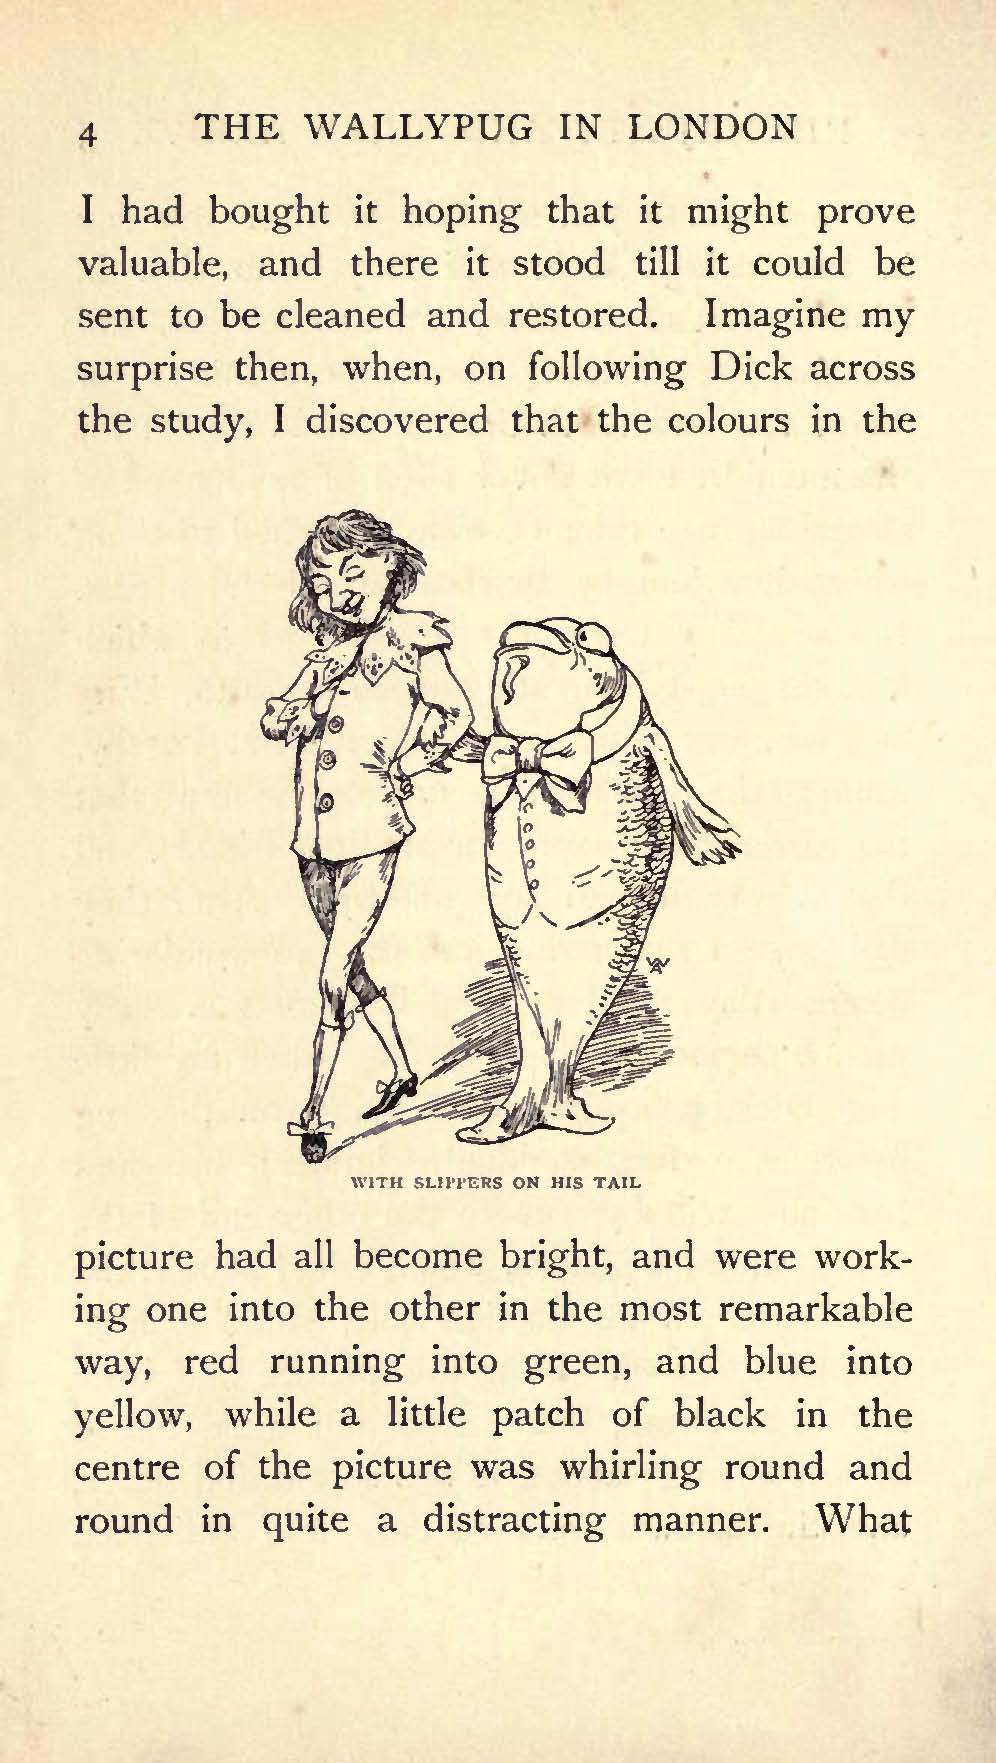 4 THE WALLYPUG IN LONDON
I had bought it hoping that it might prove
valuable, and there it stood till it could be
sent to be cleaned and restored. Imagine my
surprise then, when, on following Dick across
the study, I discovered that the colours in the
WITH SLIPPERS ON HIS TAIL
picture had all become bright, and were work-
ing one into the other in the most remarkable
way, red running into green, and blue into
yellow, while a little patch of black in the
centre of the picture was whirling round and
round in quite a distracting manner. What